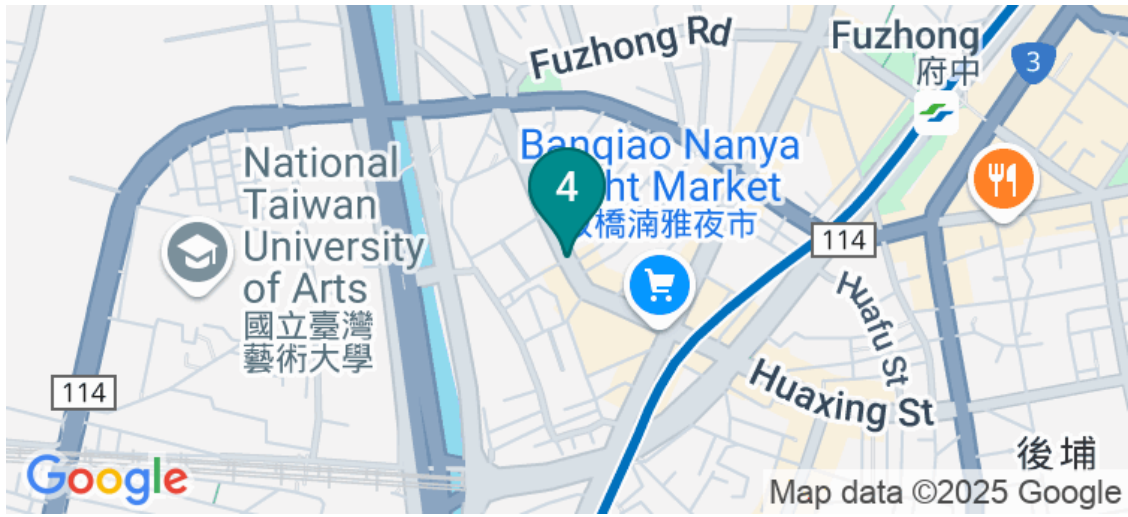 Fuzhong Rd
Fuzhong
府中
3
Banqiao Nanya
ht Market
橋湳雅夜市
4
National
Taiwan
University
of Arts
國立臺灣
藝術大學
114
Huafu St
114
Huaxing St
後埔
Google
Map data ©2025 Google